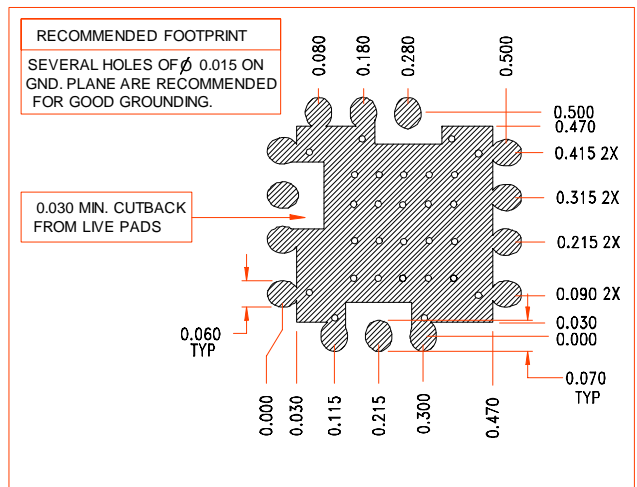 RECOMMENDED FOOTPRINT
SEVERAL HOLES OF ϕ 0.015 ON
GND. PLANE ARE RECOMMENDED
FOR GOOD GROUNDING.
0.080
0.180
0.280
0.500
0.500
0.470
0.415 2X
0.315 2X
0.215 2X
0.090 2X
0.030
0.000
0.030 MIN. CUTBACK
FROM LIVE PADS
0.060
TYP
0.070
TYP
0.000
0.030
0.115
0.215
0.300
0.470